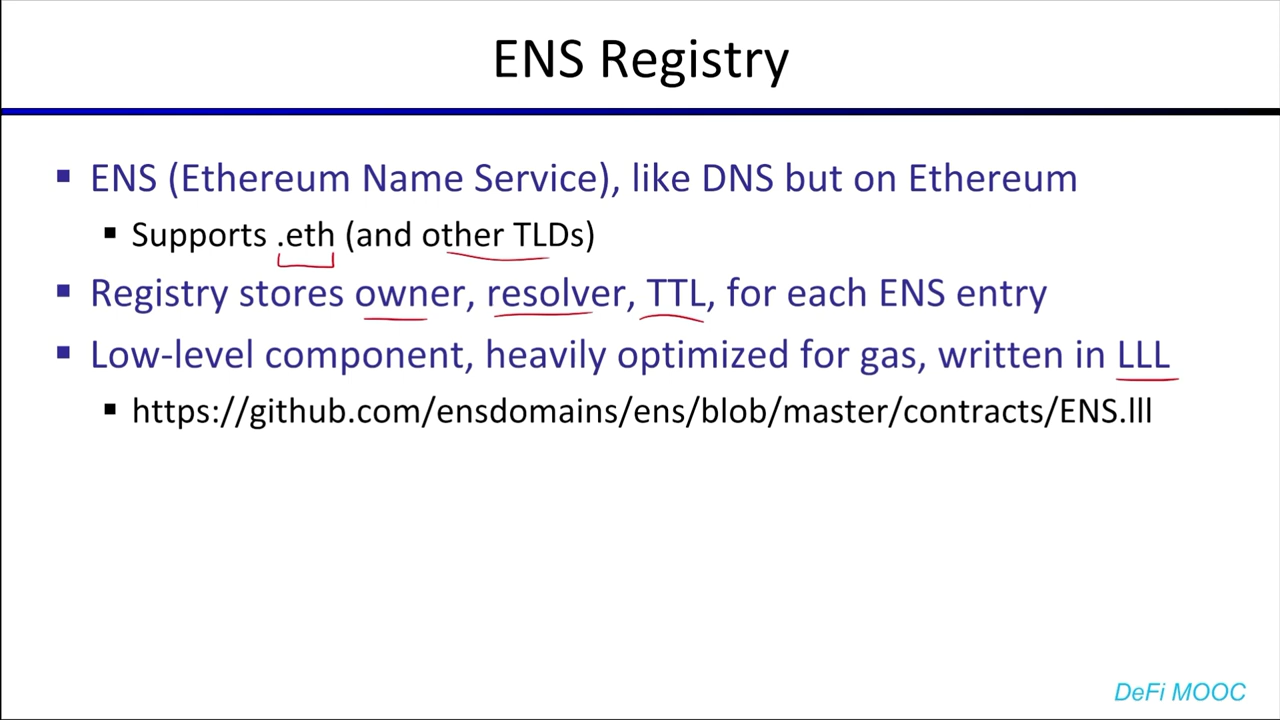 ENS Registry
▪ ENS (Ethereum Name Service), like DNS but on Ethereum
▪ Supports .eth (and other TLDs)
▪ Registry stores owner, resolver, TTL, for each ENS entry
▪ Low-level component, heavily optimized for gas, written in LLL
▪ https://github.com/ensdomains/ens/blob/master/contracts/ENS.lll
DeFi MOOC